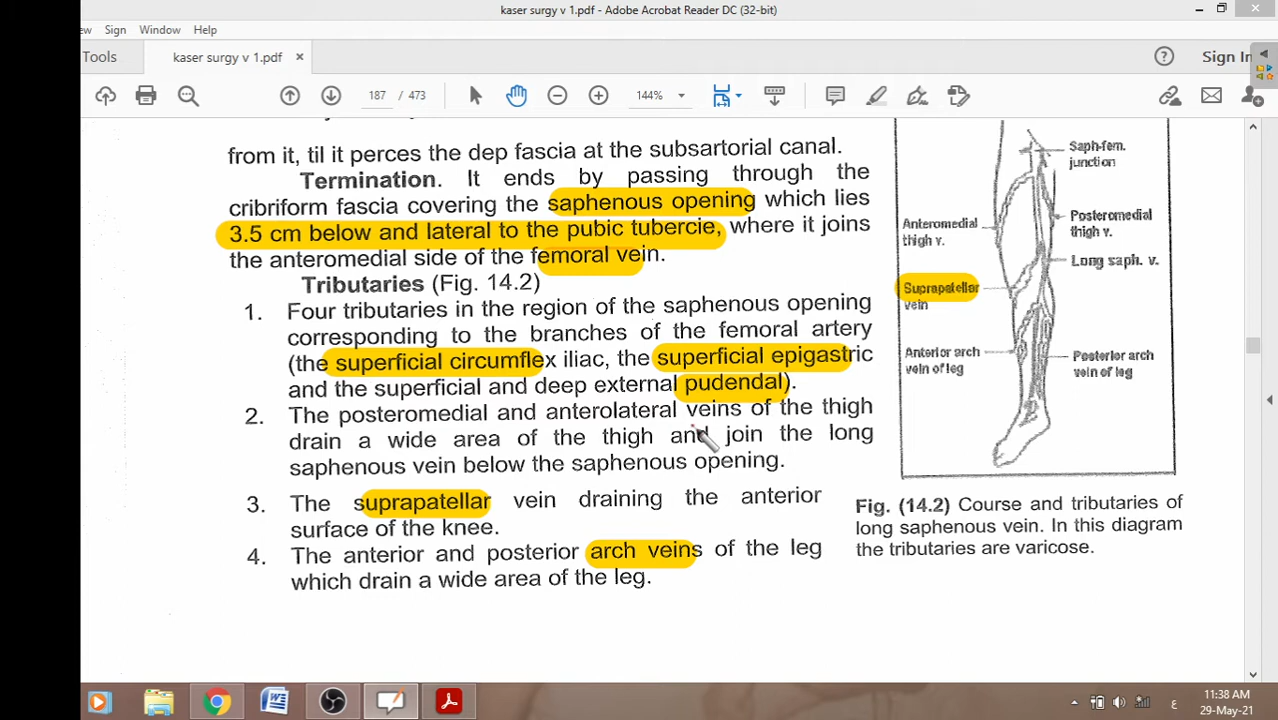 kaser surgy v 1.pdf - Adobe Acrobat Reader DC (32-bit)
ew Sign Window Help
Tools kaser surgy v 1.pdf × Sign In
187 / 473 144%
from it, til it perces the dep fascia at the subsartorial canal.
Termination. It ends by passing through the
cribriform fascia covering the saphenous opening which lies
3.5 cm below and lateral to the pubic tubercie, where it joins
the anteromedial side of the femoral vein.
Tributaries (Fig. 14.2)
1. Four tributaries in the region of the saphenous opening
corresponding to the branches of the femoral artery
(the superficial circumflex iliac, the superficial epigastric
and the superficial and deep external pudendal).
2. The posteromedial and anterolateral veins of the thigh
drain a wide area of the thigh and join the long
saphenous vein below the saphenous opening.
3. The suprapatellar vein draining the anterior
surface of the knee.
4. The anterior and posterior arch veins of the leg
which drain a wide area of the leg.
Saph-fem.
junction
Anteromedial
thigh v.
Posteromedial
thigh v.
Long saph. v.
Suprapatellar
vein
Anterior arch
vein of leg
Posterior arch
vein of leg
Fig. (14.2) Course and tributaries of
long saphenous vein. In this diagram
the tributaries are varicose.
W
ع
11:38 AM
29-May-21